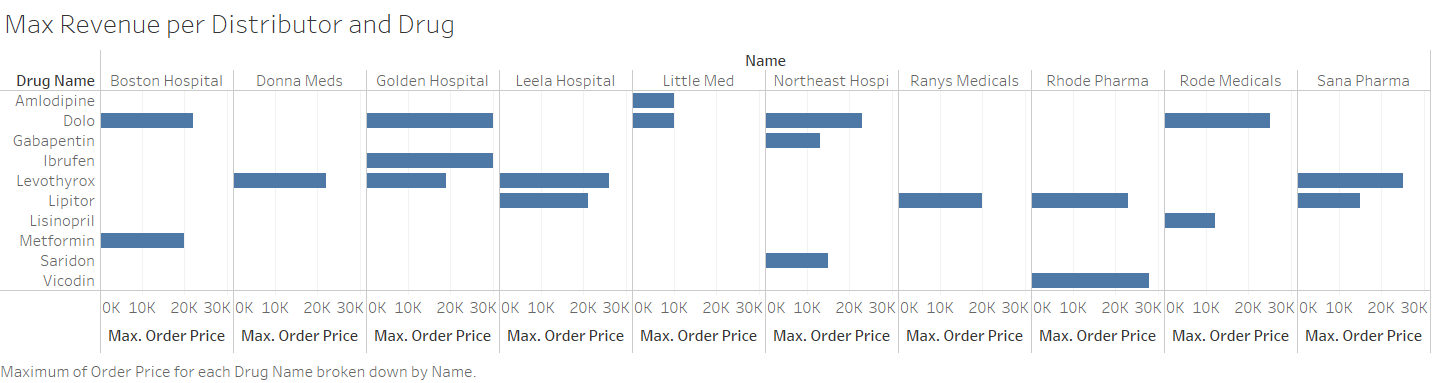 Max Revenue per Distributor and Drug
Name
Drug Name Boston Hospital Donna Meds Golden Hospital Leela Hospital Little Med Northeast Hospi Ranys Medicals Rhode Pharma Rode Medicals Sana Pharma
Amlodipine
Dolo
Gabapentin
Ibrufen
Levothyrox
Lipitor
Lisinopril
Metformin
Saridon
Vicodin
0K 10K 20K 30K 0K 10K 20K 30K 0K 10K 20K 30K 0K 10K 20K 30K 0K 10K 20K 30K 0K 10K 20K 30K 0K 10K 20K 30K 0K 10K 20K 30K 0K 10K 20K 30K 0K 10K 20K 30K
Max. Order Price Max. Order Price Max. Order Price Max. Order Price Max. Order Price Max. Order Price Max. Order Price Max. Order Price Max. Order Price Max. Order Price
Maximum of Order Price for each Drug Name broken down by Name.